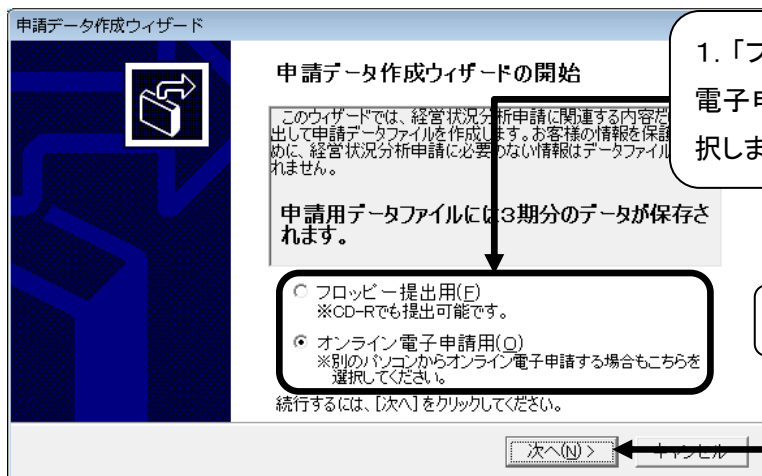 申請データ作成ウィザード
申請データ作成ウィザードの開始
このウィザードでは、経営状況分析申請に関連する内容だ
出して申請データファイルを作成します。お客様の情報を保
めに、経営状況分析申請に必要のない情報はデータファイル
れません。
申請用データファイルには3期分のデータが保存さ
れます。
フロッピー提出用(F)
※CD-Rでも提出可能です。
オンライン電子申請用(O)
※別のパソコンからオンライン電子申請する場合もこちらを
選択してください。
続行するには、[次へ]をクリックしてください。
次へ(N) >
キャンセル
1. 「フ
電子申
択しま